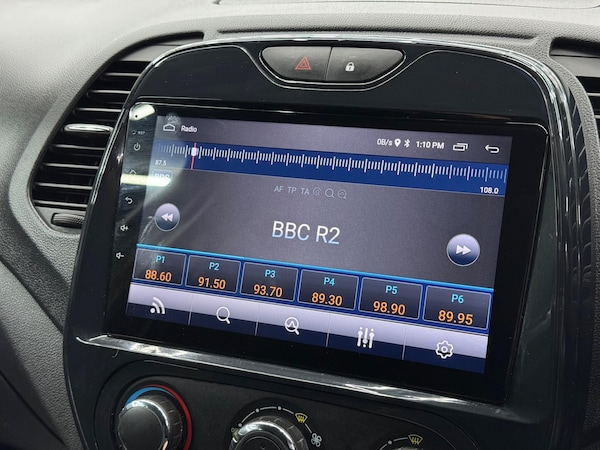 Radio
0B/s 1:10 PM
87.5
108.0
AF TP TA
BBC R2
P1 P2 P3 P4 P5 P6
88.60 91.50 93.70 89.30 98.90 89.95